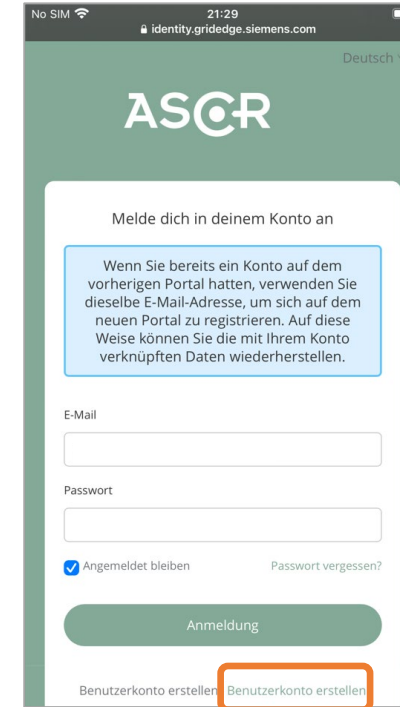 No SIM 21:29
identity.gridedge.siemens.com
Deutsch
ASCR
Melde dich in deinem Konto an
Wenn Sie bereits ein Konto auf dem
vorherigen Portal hatten, verwenden Sie
dieselbe E-Mail-Adresse, um sich auf dem
neuen Portal zu registrieren. Auf diese
Weise können Sie die mit Ihrem Konto
verknüpften Daten wiederherstellen.
E-Mail
Passwort
Angemeldet bleiben Passwort vergessen?
Anmeldung
Benutzerkonto erstellen Benutzerkonto erstellen